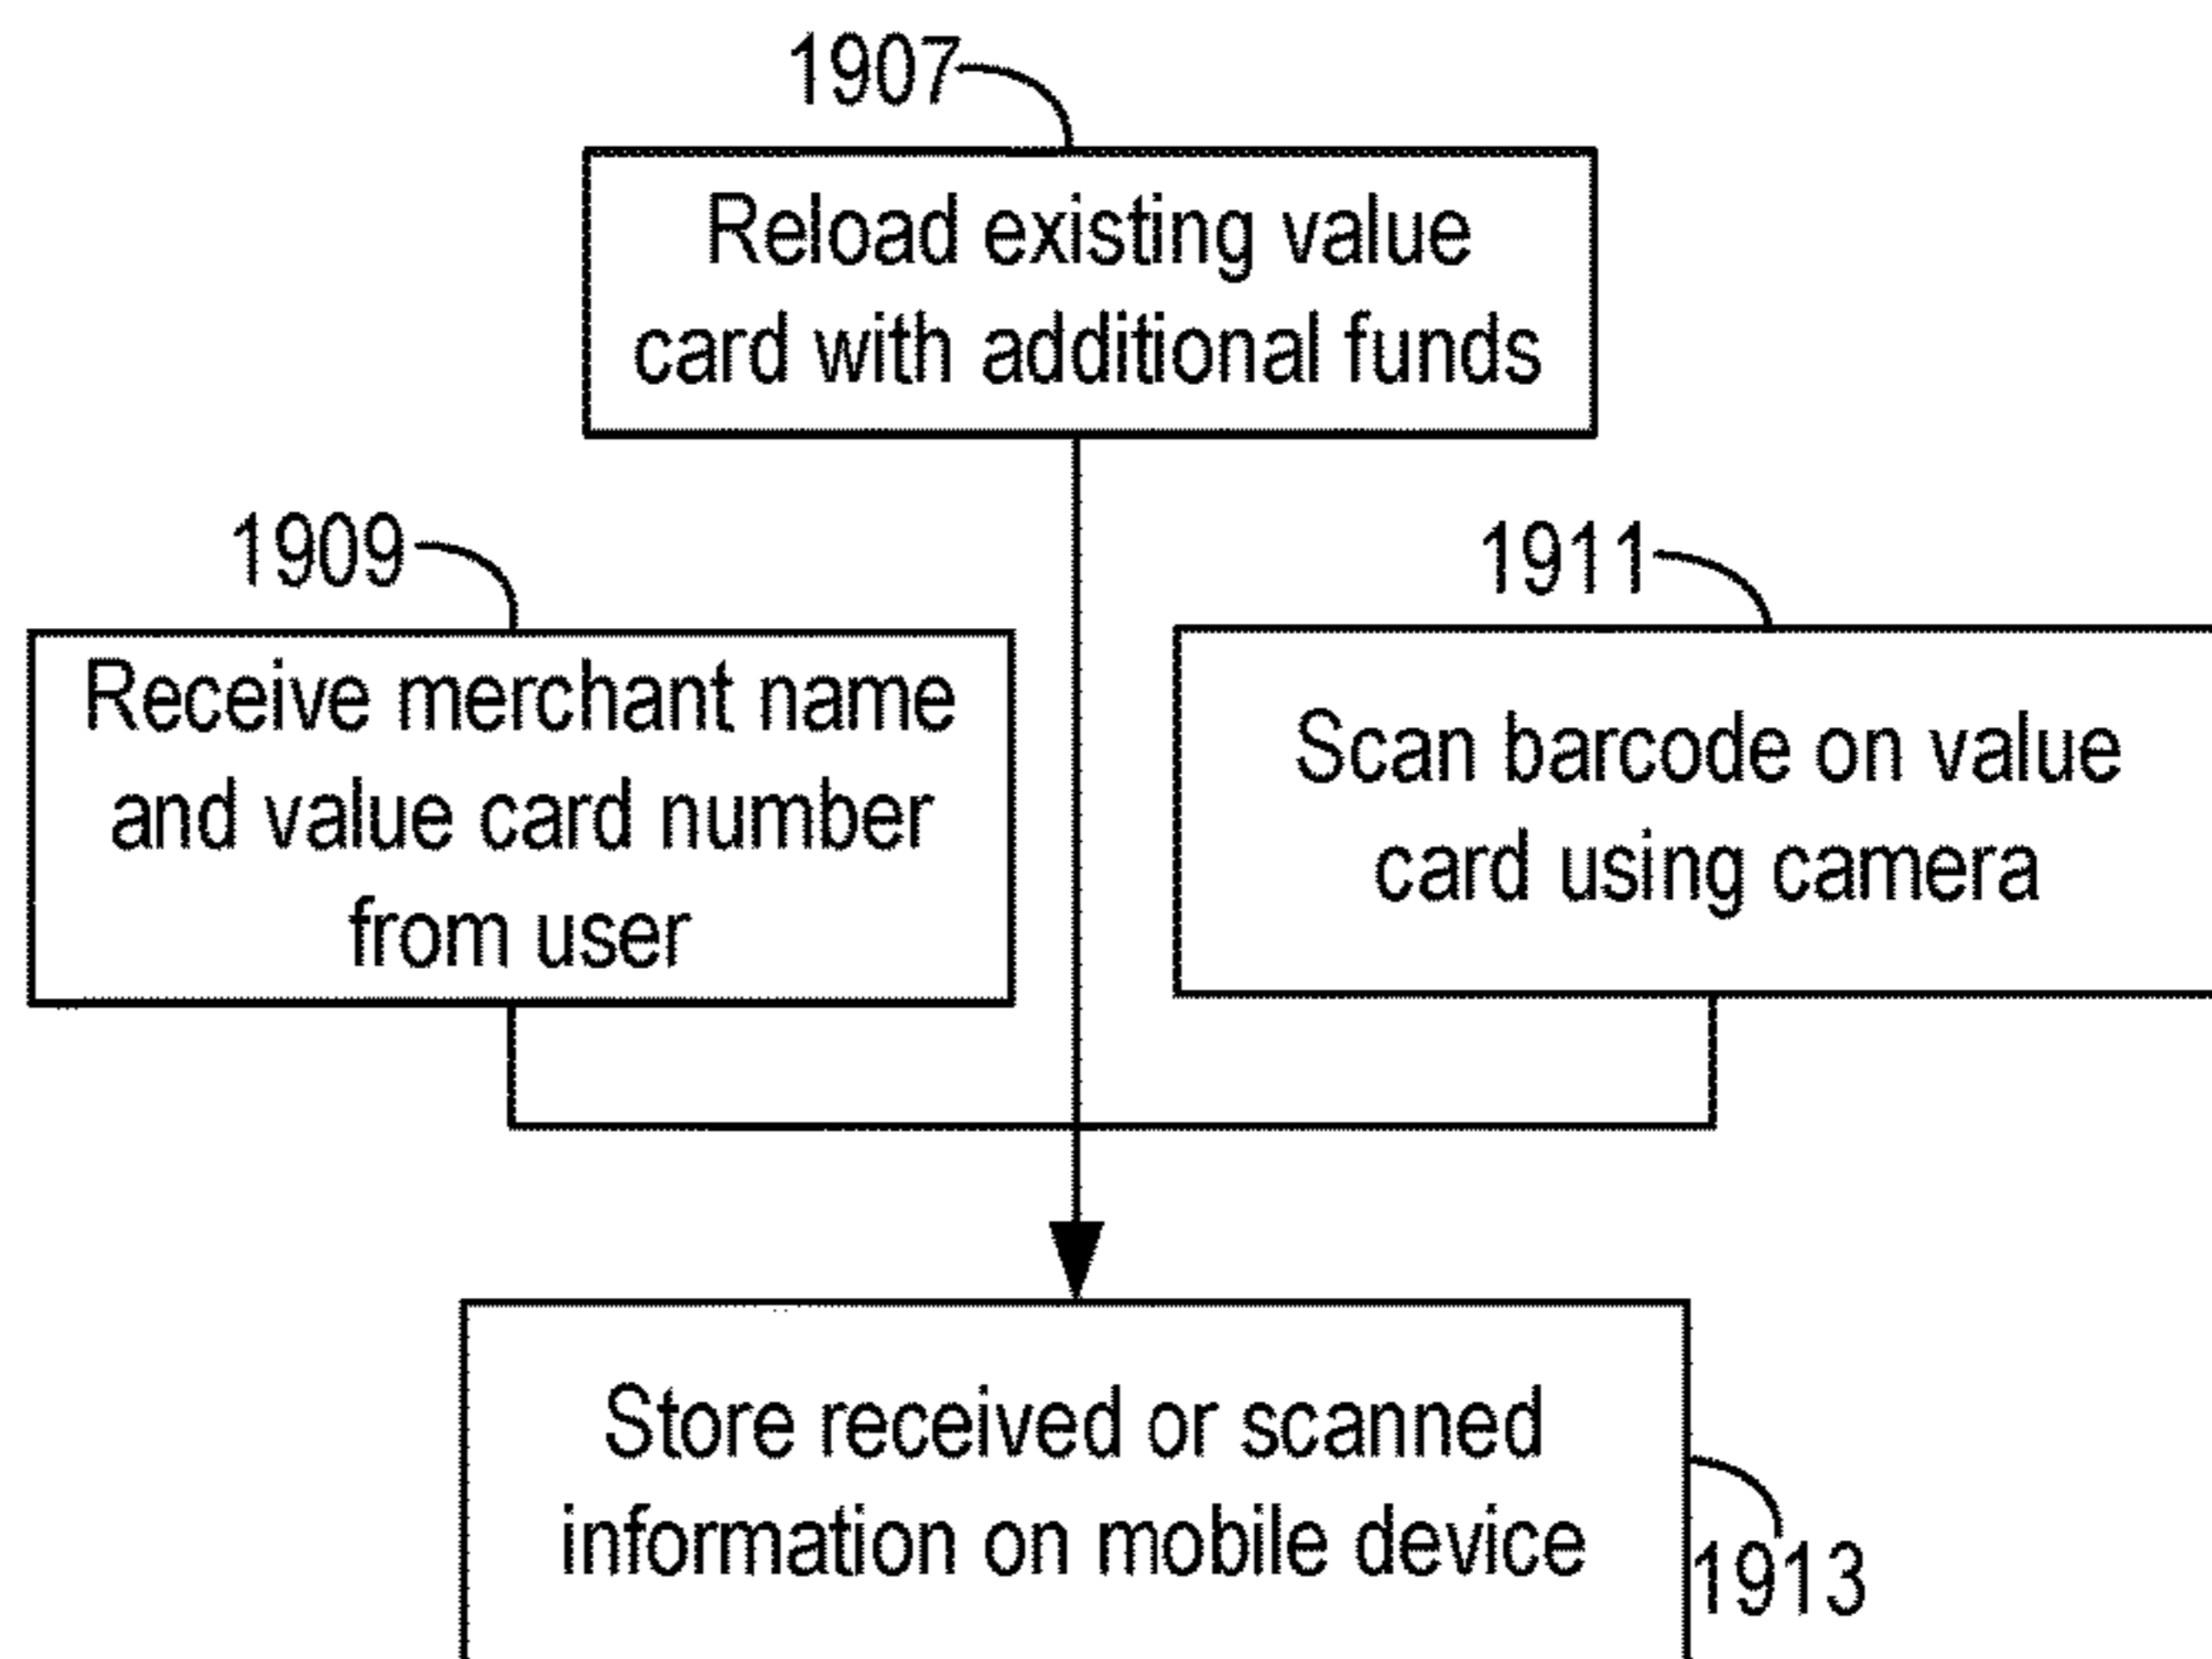 1907
Reload existing value
card with additional funds
1909
Receive merchant name
and value card number
from user
1911
Scan barcode on value
card using camera
Store received or scanned
information on mobile device
1913